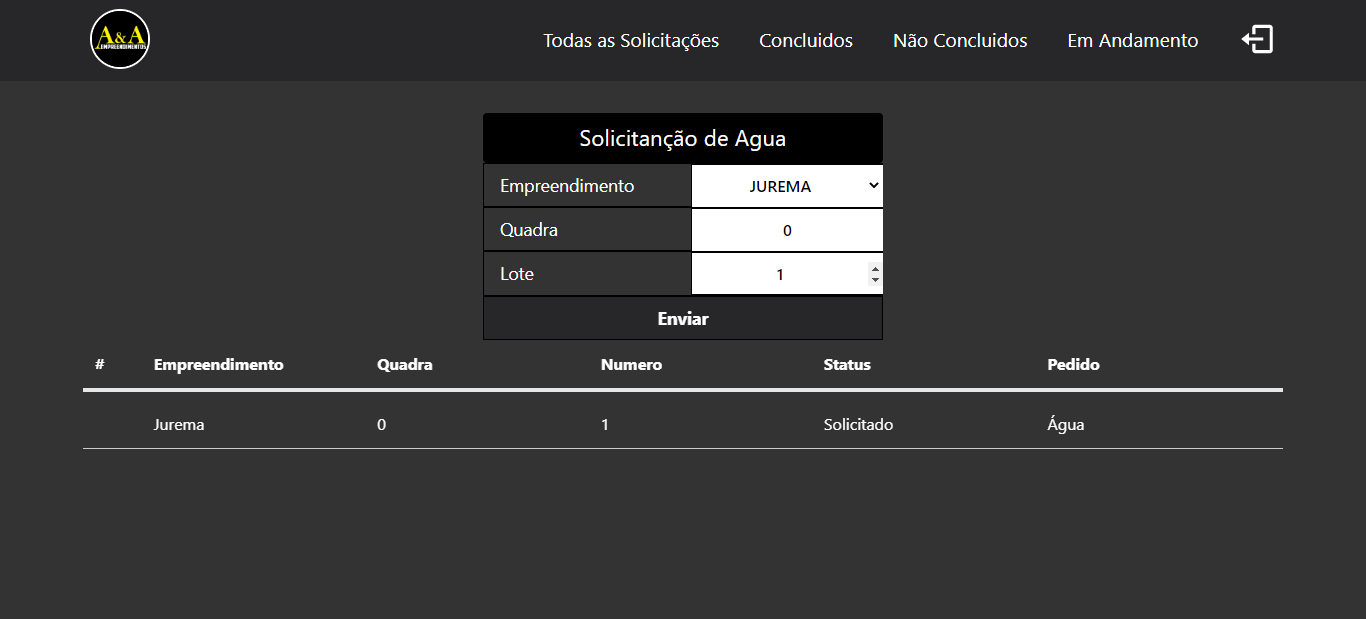 A&A
EMPREENDIMENTOS
Todas as Solicitações Concluidos Não Concluidos Em Andamento
Solicitanção de Agua
Empreendimento JUREMA
Quadra 0
Lote 1
Enviar
# Empreendimento Quadra Numero Status Pedido
Jurema 0 1 Solicitado Água